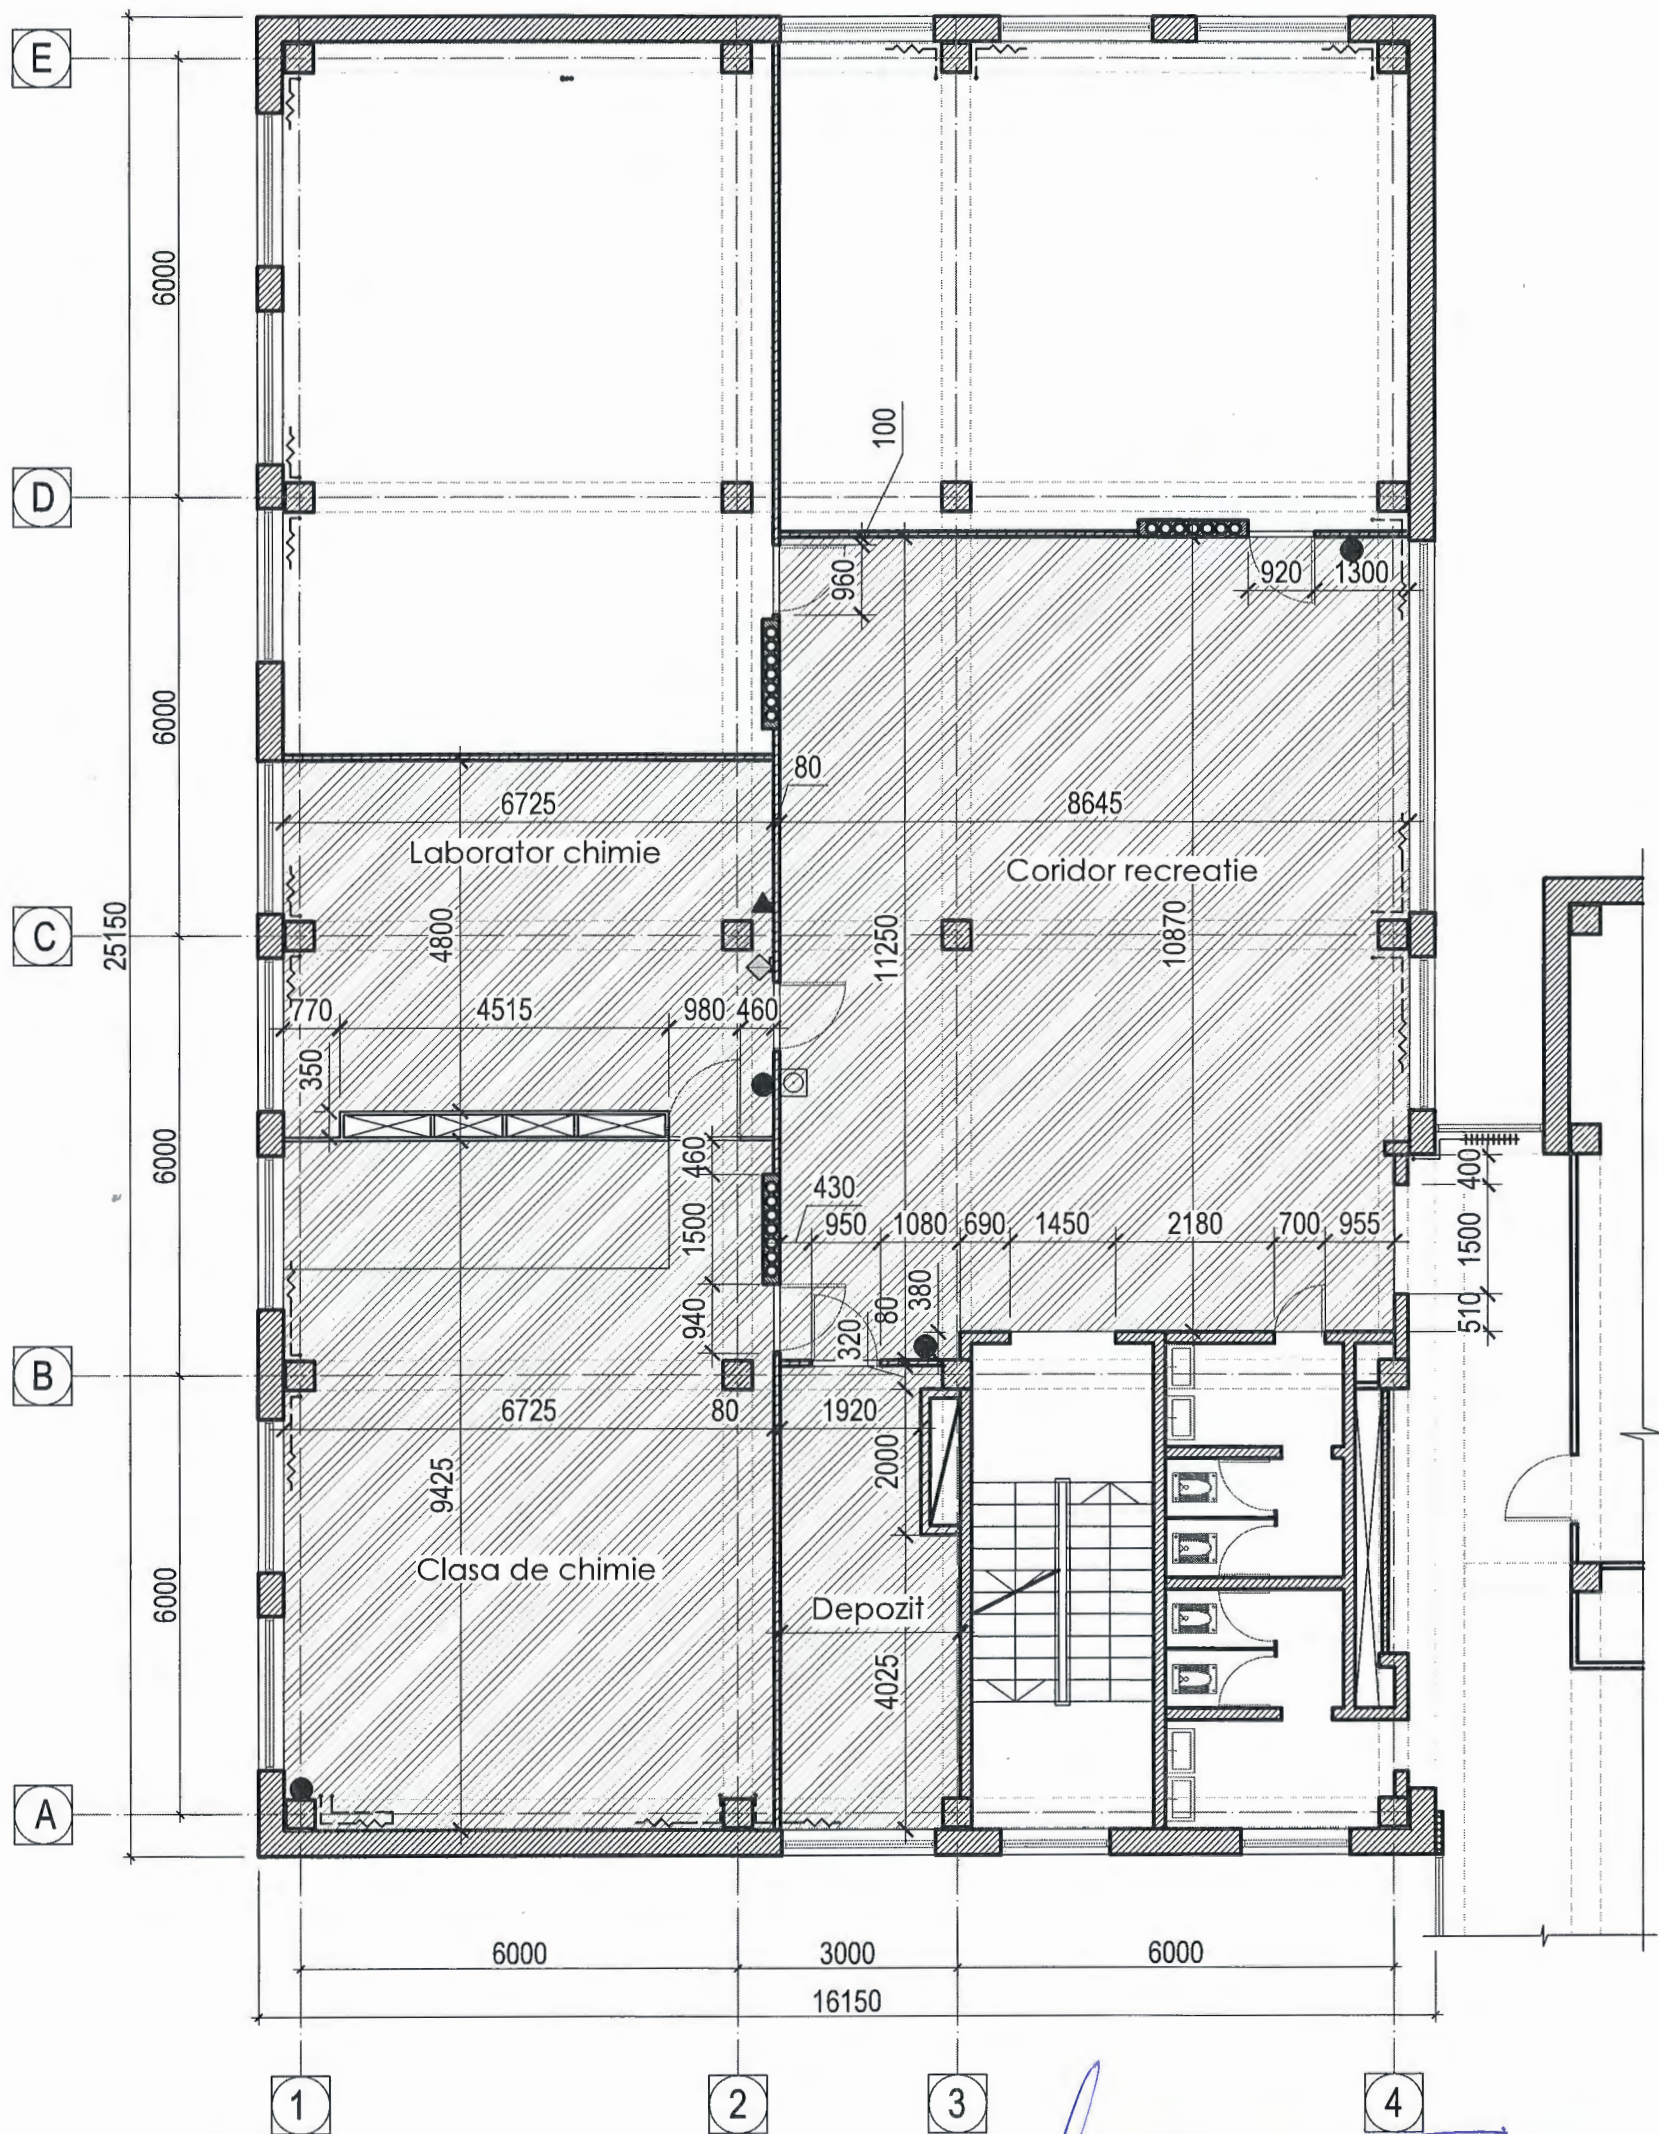 E
6000
100
D
960
920 1300
6000
80
6725 8645
Laborator chimie
Coridor recreatie
C
25150
4800
11250
10870
770 4515 980 460
350
6000
460
430
400
950 1080 690 1450 2180 700 955
1500
1500
380
510
940
80
320
B
6725 80 1920
2000
9425
Clasa de chimie
6000
Depozit
4025
A
6000 3000 6000
16150
1 2 3 4